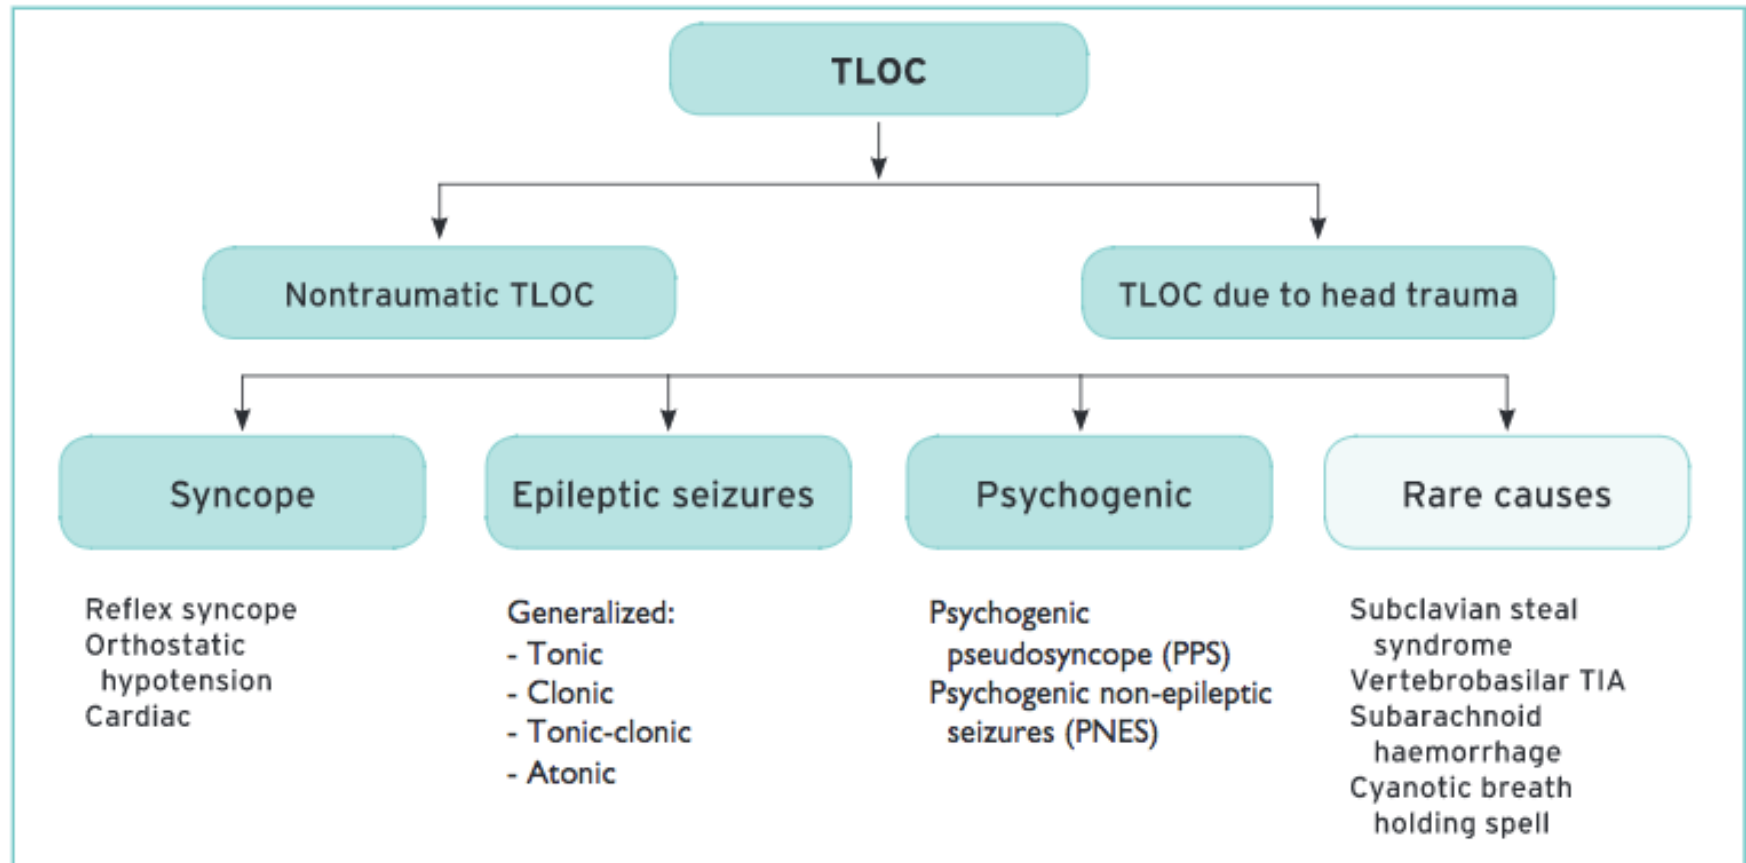 TLOC
Nontraumatic TLOC
TLOC due to head trauma
Syncope
Epileptic seizures
Psychogenic
Rare causes
Reflex syncope
Orthostatic
hypotension
Cardiac
Generalized:
- Tonic
- Clonic
- Tonic-clonic
- Atonic
Psychogenic
pseudosyncope (PPS)
Psychogenic non-epileptic
seizures (PNES)
Subclavian steal
syndrome
Vertebrobasilar TIA
Subarachnoid
haemorrhage
Cyanotic breath
holding spell